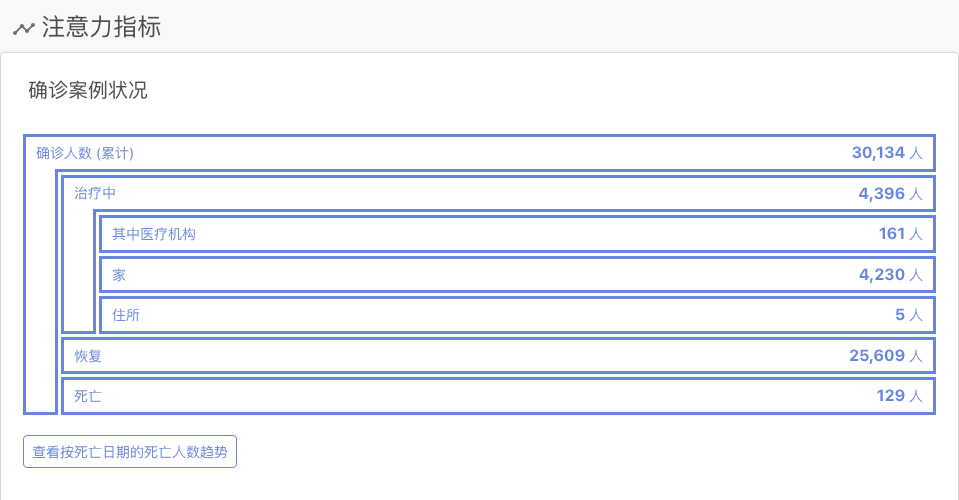 注意力指标
确诊案例状况
确诊人数 (累计) 30,134 人
治疗中 4,396 人
其中医疗机构 161 人
家 4,230 人
住所 5 人
恢复 25,609 人
死亡 129 人
查看按死亡日期的死亡人数趋势